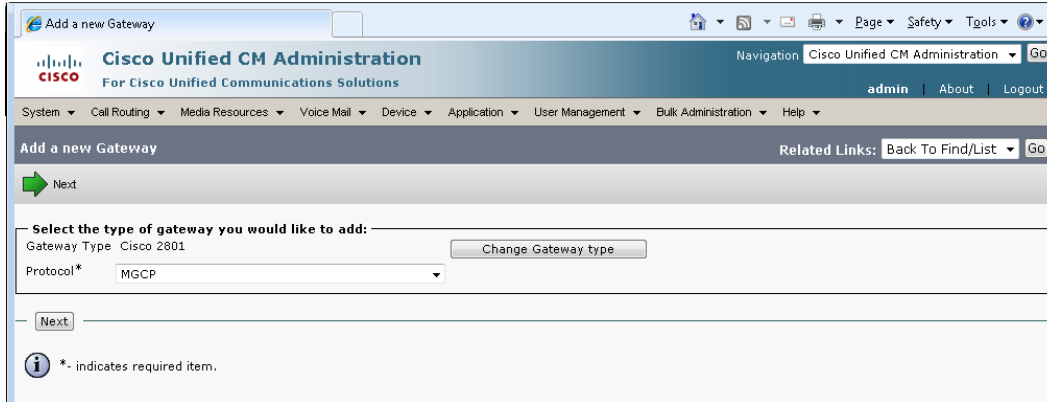 Add a new Gateway
Page Safety Tools
CISCO
Cisco Unified CM Administration
For Cisco Unified Communications Solutions
Navigation Cisco Unified CM Administration Go
admin | About | Logout
System Call Routing Media Resources Voice Mail Device Application User Management Bulk Administration Help
Add a new Gateway
Related Links: Back To Find/List Go
Next
Select the type of gateway you would like to add:
Gateway Type Cisco 2801
Change Gateway type
Protocol* MGCP
Next
*- indicates required item.